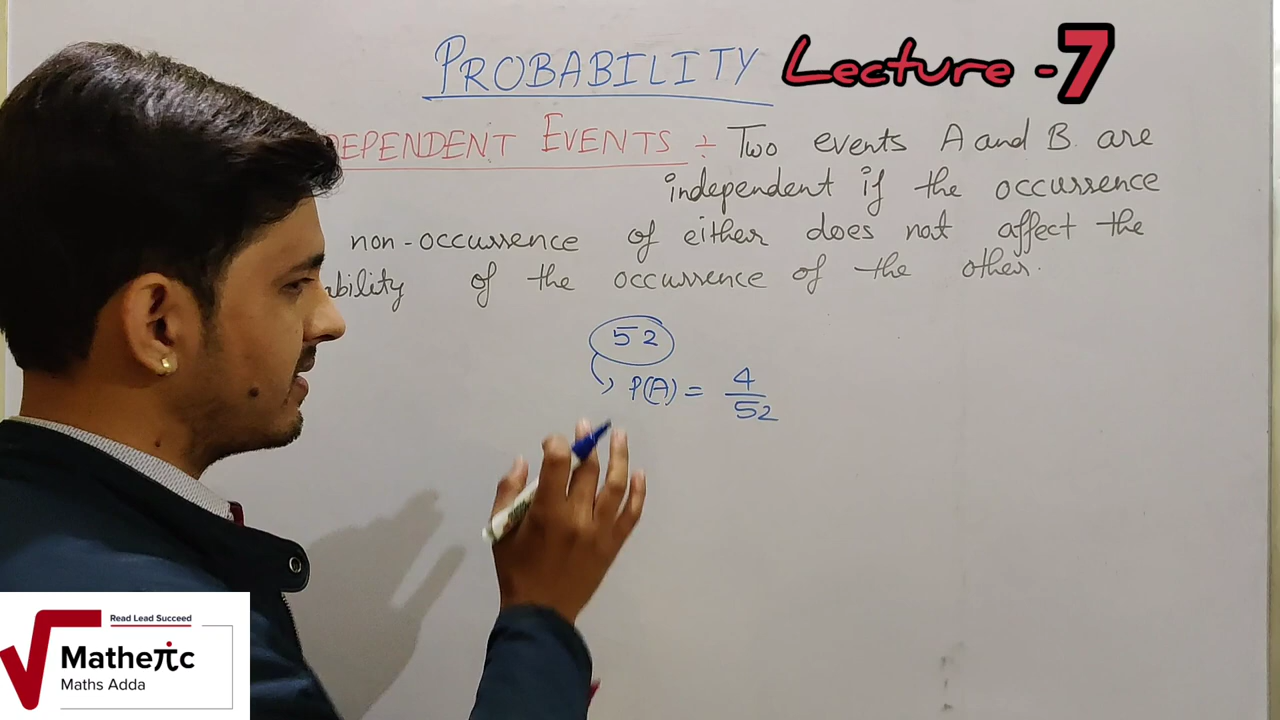 PROBABILITY Lecture -7
DEPENDENT EVENTS ÷ Two events A and B are
independent if the occurrence
non-occurrence of either does not affect the
ability of the occurrence of the other.
52
P(A) = 4/52
Read Lead Succeed
Matheπc
Maths Adda